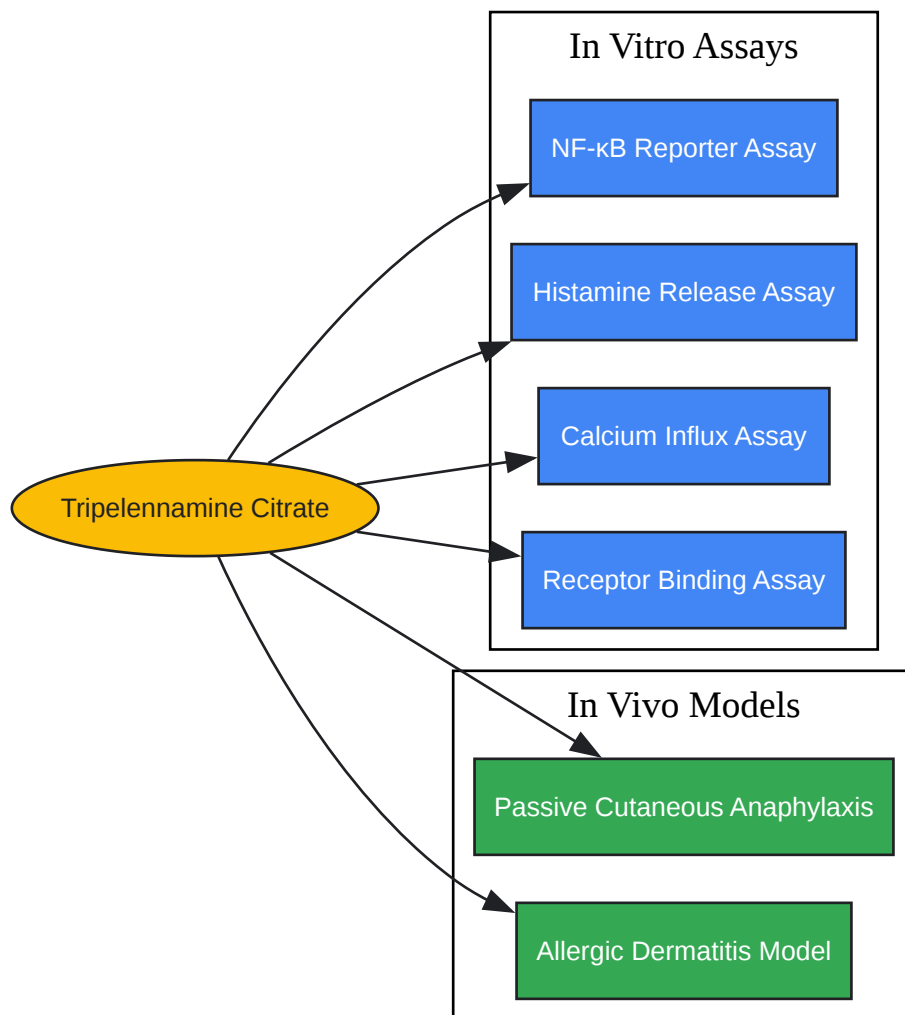 In Vitro Assays
NF-κB Reporter Assay
Histamine Release Assay
Calcium Influx Assay
Tripelennamine Citrate
Receptor Binding Assay
In Vivo Models
Passive Cutaneous Anaphylaxis
Allergic Dermatitis Model